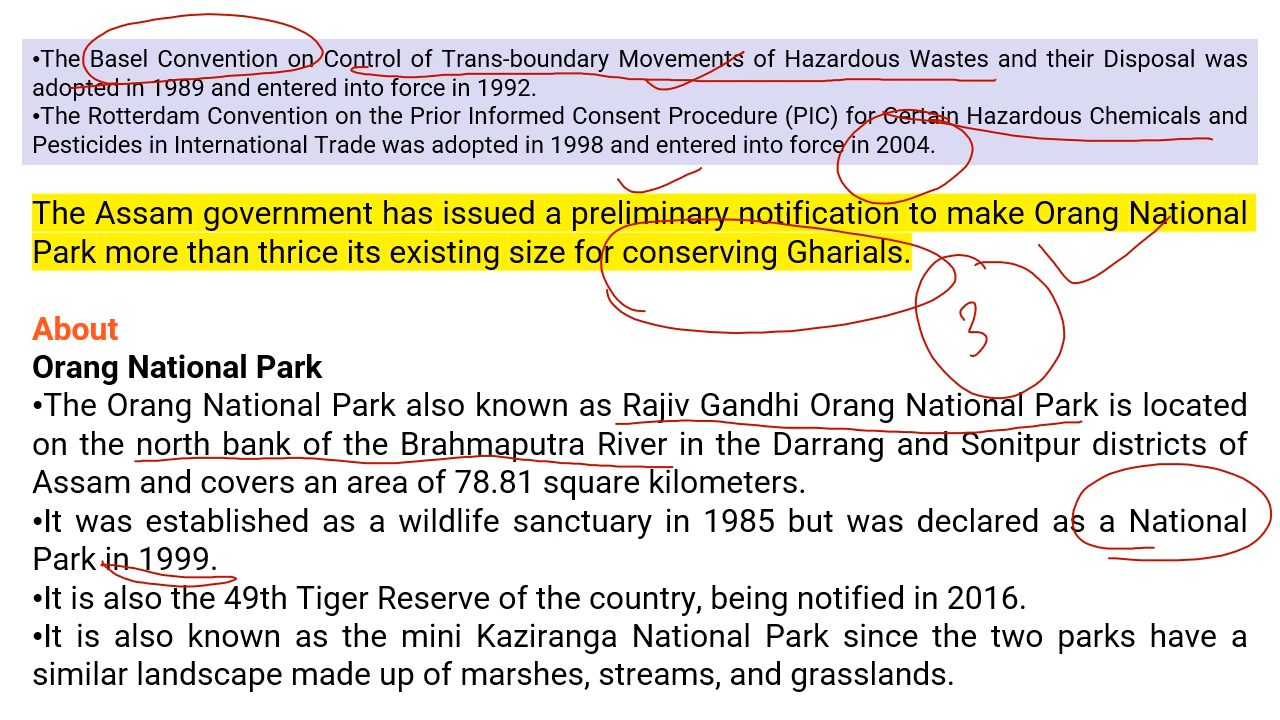 •The Basel Convention on Control of Trans-boundary Movements of Hazardous Wastes and their Disposal was
adopted in 1989 and entered into force in 1992.
•The Rotterdam Convention on the Prior Informed Consent Procedure (PIC) for Certain Hazardous Chemicals and
Pesticides in International Trade was adopted in 1998 and entered into force in 2004.
The Assam government has issued a preliminary notification to make Orang National
Park more than thrice its existing size for conserving Gharials.
3
About
Orang National Park
•The Orang National Park also known as Rajiv Gandhi Orang National Park is located
on the north bank of the Brahmaputra River in the Darrang and Sonitpur districts of
Assam and covers an area of 78.81 square kilometers.
•It was established as a wildlife sanctuary in 1985 but was declared as a National
Park in 1999.
•It is also the 49th Tiger Reserve of the country, being notified in 2016.
•It is also known as the mini Kaziranga National Park since the two parks have a
similar landscape made up of marshes, streams, and grasslands.